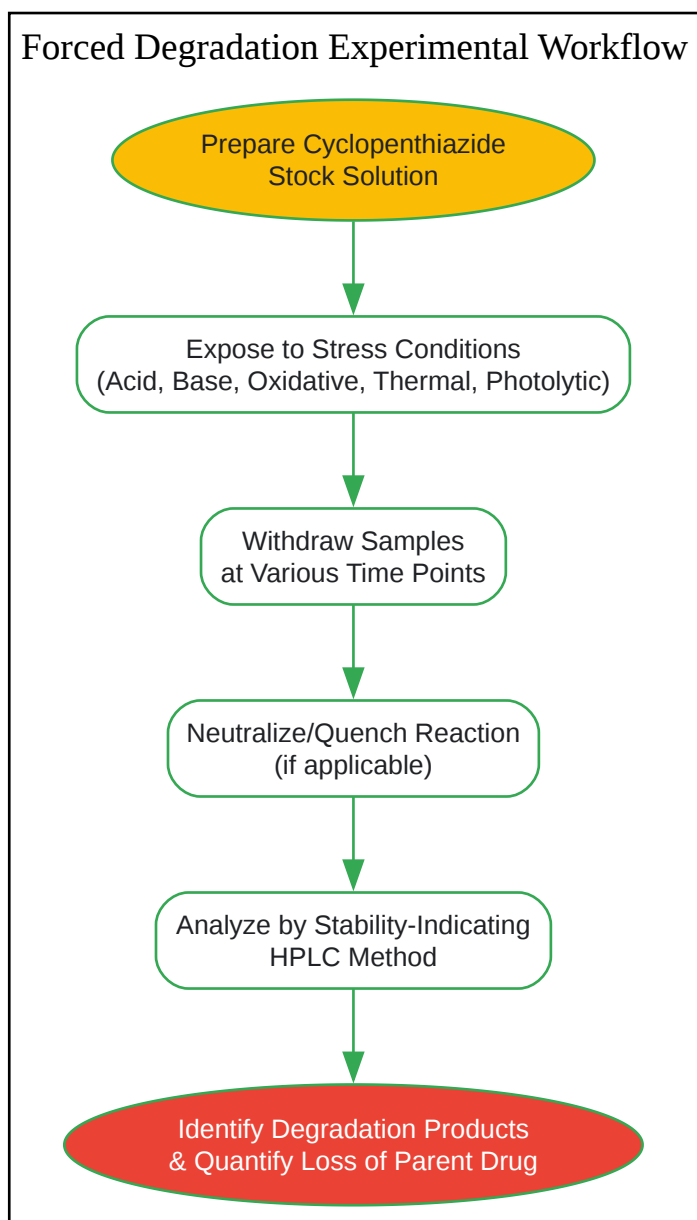 Forced Degradation Experimental Workflow
Prepare Cyclopenthiazide
Stock Solution
Expose to Stress Conditions
(Acid, Base, Oxidative, Thermal, Photolytic)
Withdraw Samples
at Various Time Points
Neutralize/Quench Reaction
(if applicable)
Analyze by Stability-Indicating
HPLC Method
Identify Degradation Products
& Quantify Loss of Parent Drug